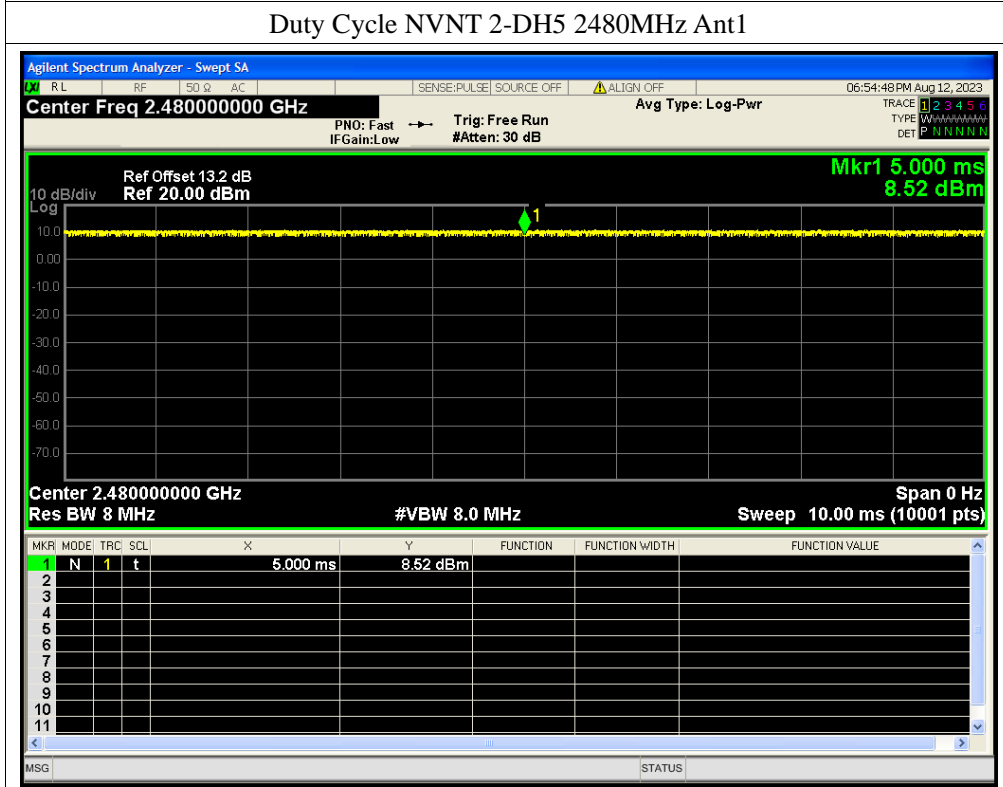 Duty Cycle NVNT 2-DH5 2480MHz Ant1
Agilent Spectrum Analyzer - Swept SA
LXI RL RF 50 Ω AC SENSE:PULSE SOURCE OFF ALIGN OFF 06:54:48 PM Aug 12, 2023
Center Freq 2.480000000 GHz Avg Type: Log-Pwr TRACE 1 2 3 4 5 6
PNO: Fast Trig: Free Run TYPE W
IFGain:Low #Atten: 30 dB DET P N N N N N
Mkr1 5.000 ms
Ref Offset 13.2 dB 8.52 dBm
10 dB/div Ref 20.00 dBm
Log
1
10.0
0.00
-10.0
-20.0
-30.0
-40.0
-50.0
-60.0
-70.0
Center 2.480000000 GHz Span 0 Hz
Res BW 8 MHz #VBW 8.0 MHz Sweep 10.00 ms (10001 pts)
MKR MODE TRC SCL X Y FUNCTION FUNCTION WIDTH FUNCTION VALUE
1 N 1 t 5.000 ms 8.52 dBm
2
3
4
5
6
7
8
9
10
11
MSG STATUS